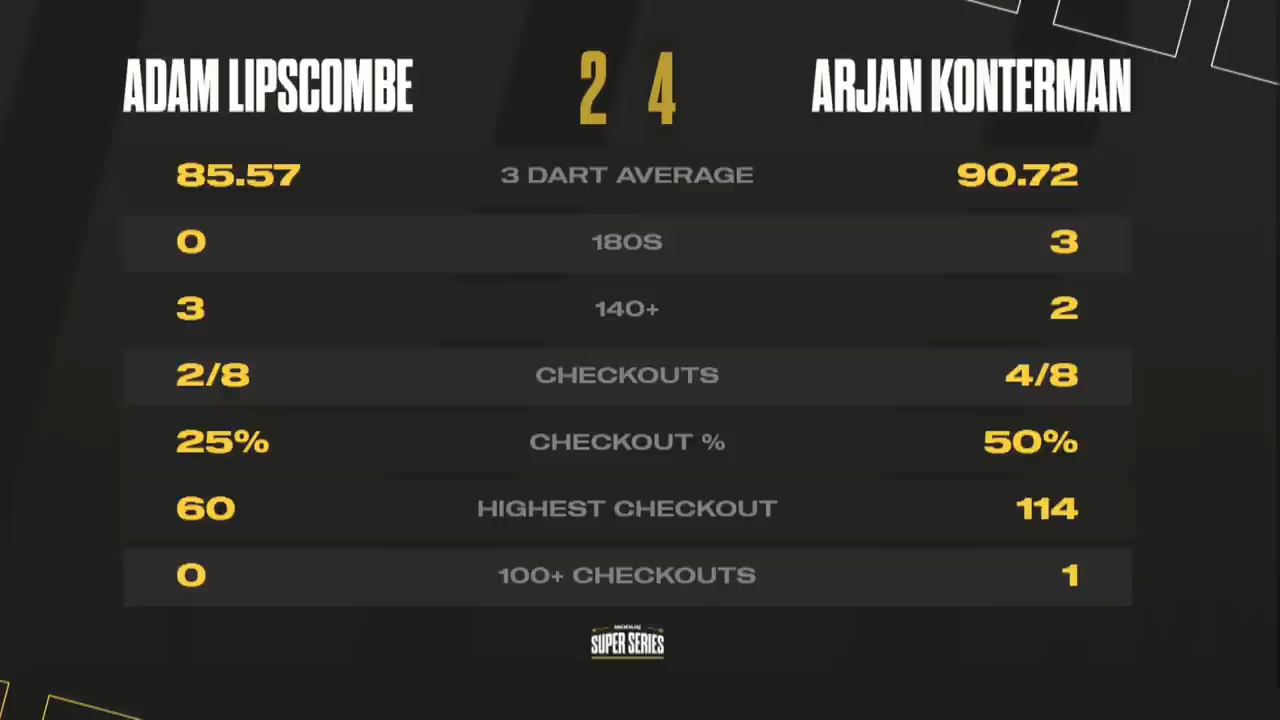 ADAM LIPSCOMBE 2 4 ARJAN KONTERMAN
85.57 3 DART AVERAGE 90.72
0 180S 3
3 140+ 2
2/8 CHECKOUTS 4/8
25% CHECKOUT % 50%
60 HIGHEST CHECKOUT 114
0 100+ CHECKOUTS 1
MODUS
SUPER SERIES